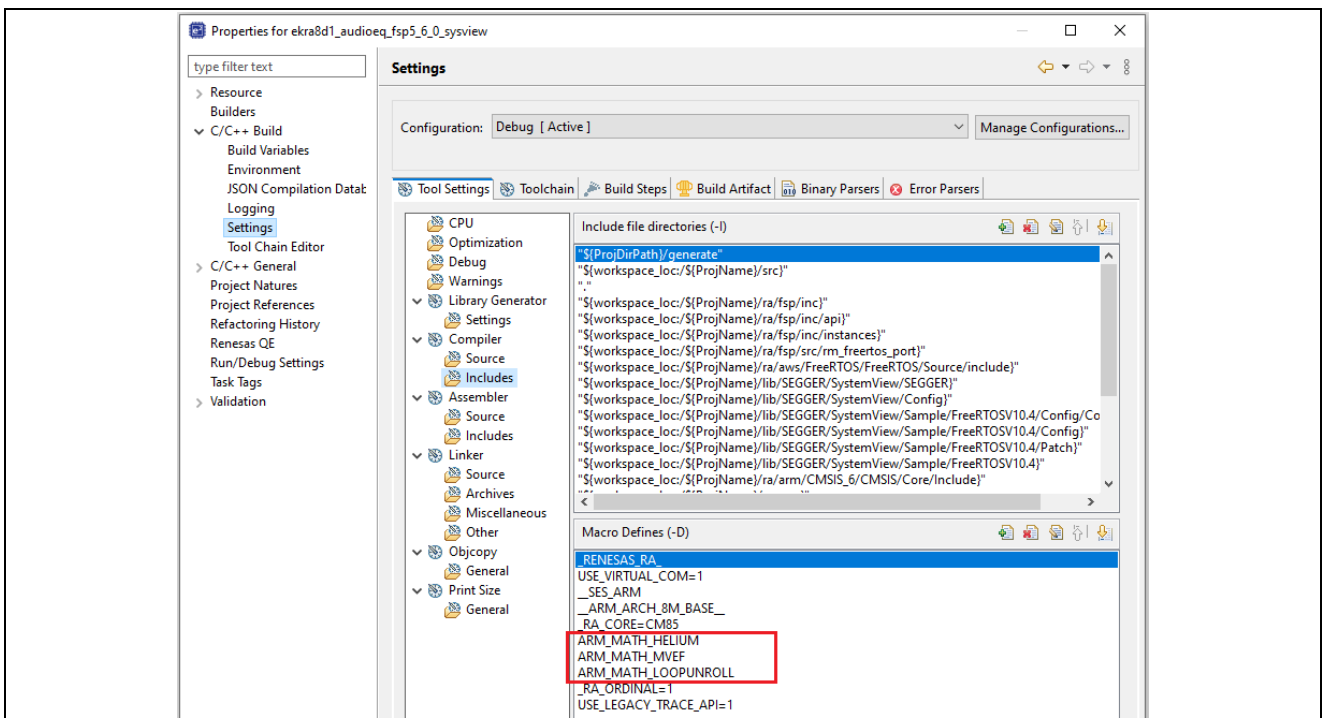 Properties for ekra8d1_audioeq_fsp5_6_0_sysview
type filter text
Resource
Builders
C/C++ Build
Build Variables
Environment
JSON Compilation Datab
Logging
Settings
Tool Chain Editor
C/C++ General
Project Natures
Project References
Refactoring History
Renesas QE
Run/Debug Settings
Task Tags
Validation
Settings
Configuration: Debug [ Active ]
Manage Configurations...
Tool Settings Toolchain Build Steps Build Artifact Binary Parsers Error Parsers
CPU
Optimization
Debug
Warnings
Library Generator
Settings
Compiler
Source
Includes
Assembler
Source
Includes
Linker
Source
Archives
Miscellaneous
Other
Objcopy
General
Print Size
General
Include file directories (-I)
"${ProjDirPath}/generate"
"${workspace_loc:/${ProjName}/src}"
"."
"${workspace_loc:/${ProjName}/ra/fsp/inc}"
"${workspace_loc:/${ProjName}/ra/fsp/inc/api}"
"${workspace_loc:/${ProjName}/ra/fsp/inc/instances}"
"${workspace_loc:/${ProjName}/ra/fsp/src/rm_freertos_port}"
"${workspace_loc:/${ProjName}/ra/aws/FreeRTOS/FreeRTOS/Source/include}"
"${workspace_loc:/${ProjName}/lib/SEGGER/SystemView/SEGGER}"
"${workspace_loc:/${ProjName}/lib/SEGGER/SystemView/Config}"
"${workspace_loc:/${ProjName}/lib/SEGGER/SystemView/Sample/FreeRTOSV10.4/Config/Co
"${workspace_loc:/${ProjName}/lib/SEGGER/SystemView/Sample/FreeRTOSV10.4/Config}"
"${workspace_loc:/${ProjName}/lib/SEGGER/SystemView/Sample/FreeRTOSV10.4/Patch}"
"${workspace_loc:/${ProjName}/lib/SEGGER/SystemView/Sample/FreeRTOSV10.4}"
"${workspace_loc:/${ProjName}/ra/arm/CMSIS_6/CMSIS/Core/Include}"
Macro Defines (-D)
_RENESAS_RA_
USE_VIRTUAL_COM=1
__SES_ARM
__ARM_ARCH_8M_BASE__
_RA_CORE=CM85
ARM_MATH_HELIUM
ARM_MATH_MVEF
ARM_MATH_LOOPUNROLL
_RA_ORDINAL=1
USE_LEGACY_TRACE_API=1